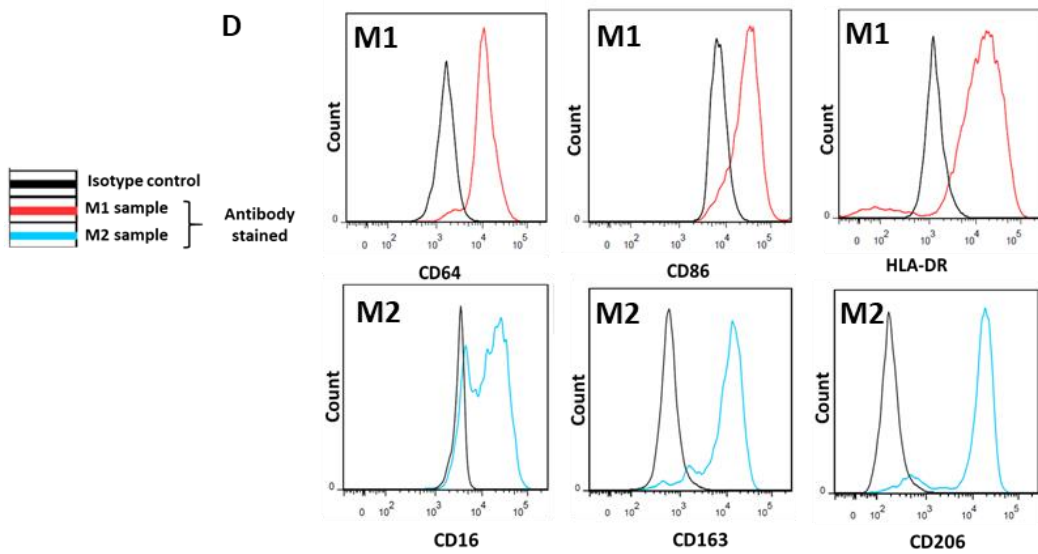 D
Isotype control
M1 sample
M2 sample
Antibody
stained
M1
Count
0
0 10² 10³ 10⁴ 10⁵
CD64
M1
Count
0
0 10² 10³ 10⁴ 10⁵
CD86
M1
Count
0
0 10² 10³ 10⁴ 10⁵
HLA-DR
M2
Count
0
0 10² 10³ 10⁴ 10⁵
CD16
M2
Count
0
0 10² 10³ 10⁴ 10⁵
CD163
M2
Count
0
0 10² 10³ 10⁴ 10⁵
CD206